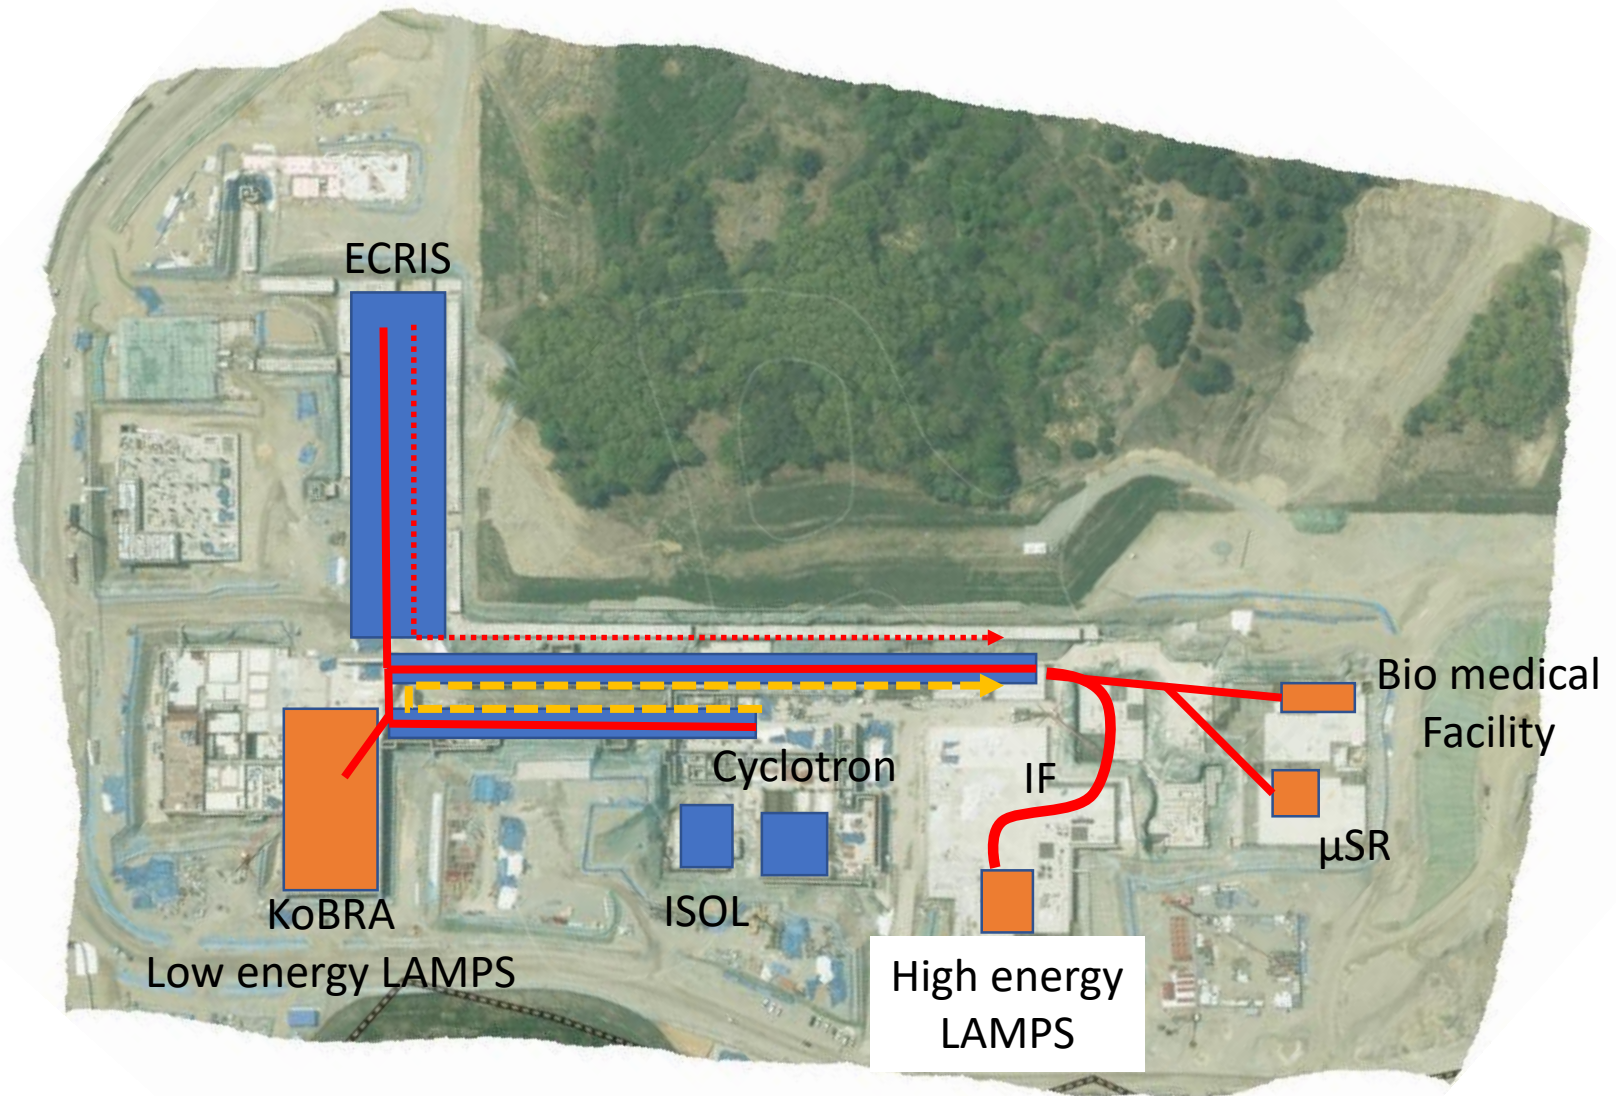 ECRIS
Bio medical
Facility
Cyclotron
IF
µSR
KoBRA
ISOL
Low energy LAMPS
High energy
LAMPS